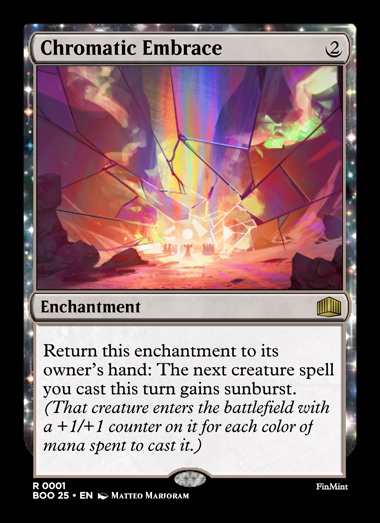 Chromatic Embrace 2
Enchantment
Return this enchantment to its
owner's hand: The next creature spell
you cast this turn gains sunburst.
(That creature enters the battlefield with
a +1/+1 counter on it for each color of
mana spent to cast it.)
R 0001
BOO 25 • EN Matteo Marjoram
FinMint